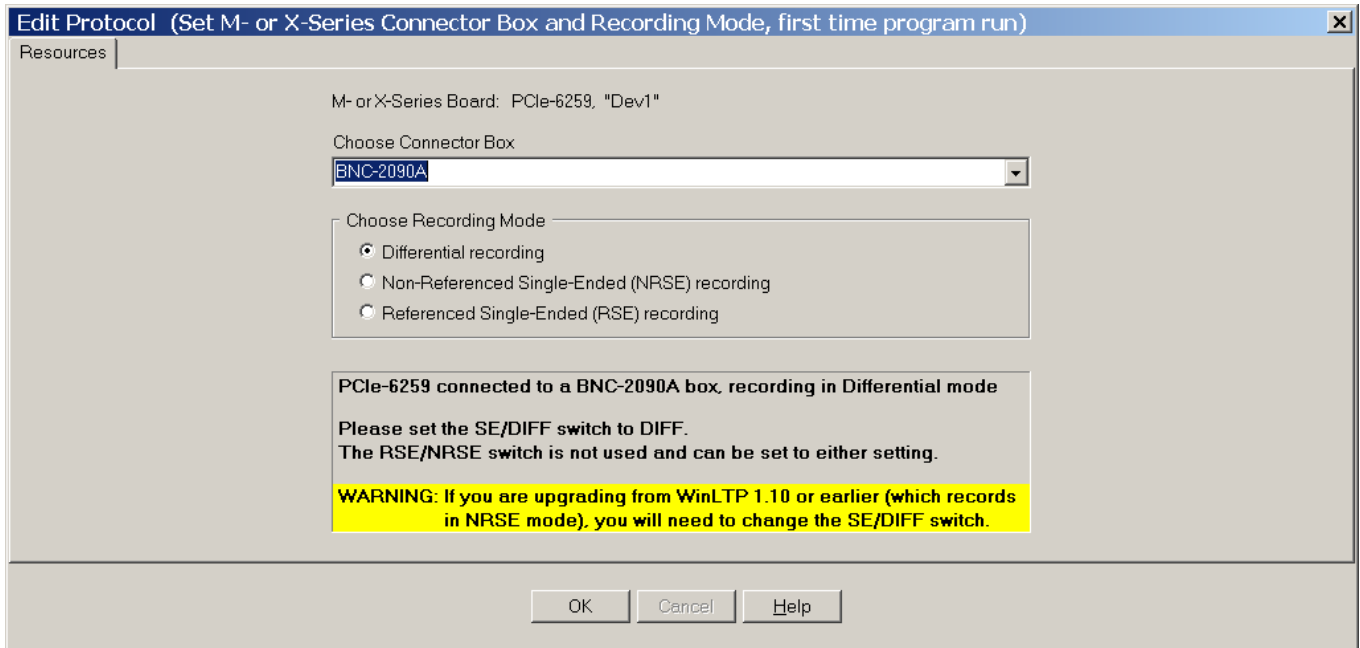 Edit Protocol (Set M- or X-Series Connector Box and Recording Mode, first time program run)
Resources
M- or X-Series Board: PCIe-6259, "Dev1"
Choose Connector Box
BNC-2090A
Choose Recording Mode
Differential recording
Non-Referenced Single-Ended (NRSE) recording
Referenced Single-Ended (RSE) recording
PCIe-6259 connected to a BNC-2090A box, recording in Differential mode
Please set the SE/DIFF switch to DIFF.
The RSE/NRSE switch is not used and can be set to either setting.
WARNING: If you are upgrading from WinLTP 1.10 or earlier (which records
in NRSE mode), you will need to change the SE/DIFF switch.
OK Cancel Help